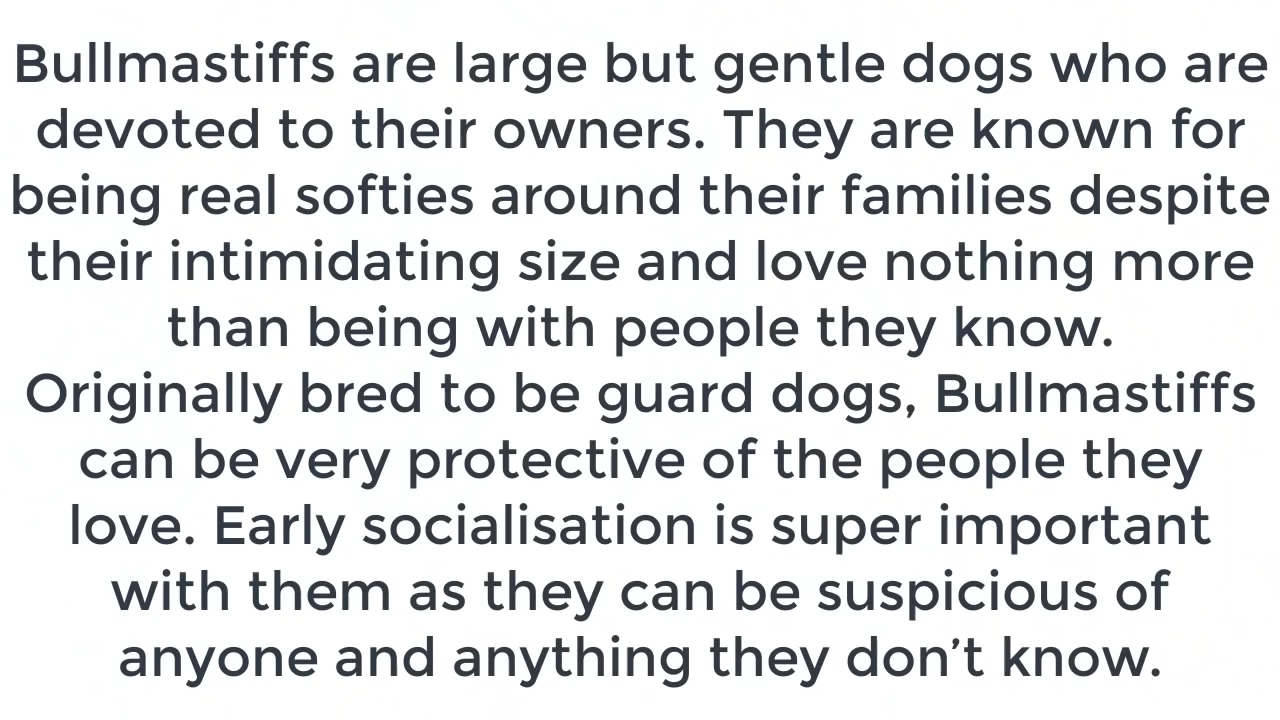 Bullmastiffs are large but gentle dogs who are
devoted to their owners. They are known for
being real softies around their families despite
their intimidating size and love nothing more
than being with people they know.
Originally bred to be guard dogs, Bullmastiffs
can be very protective of the people they
love. Early socialisation is super important
with them as they can be suspicious of
anyone and anything they don’t know.